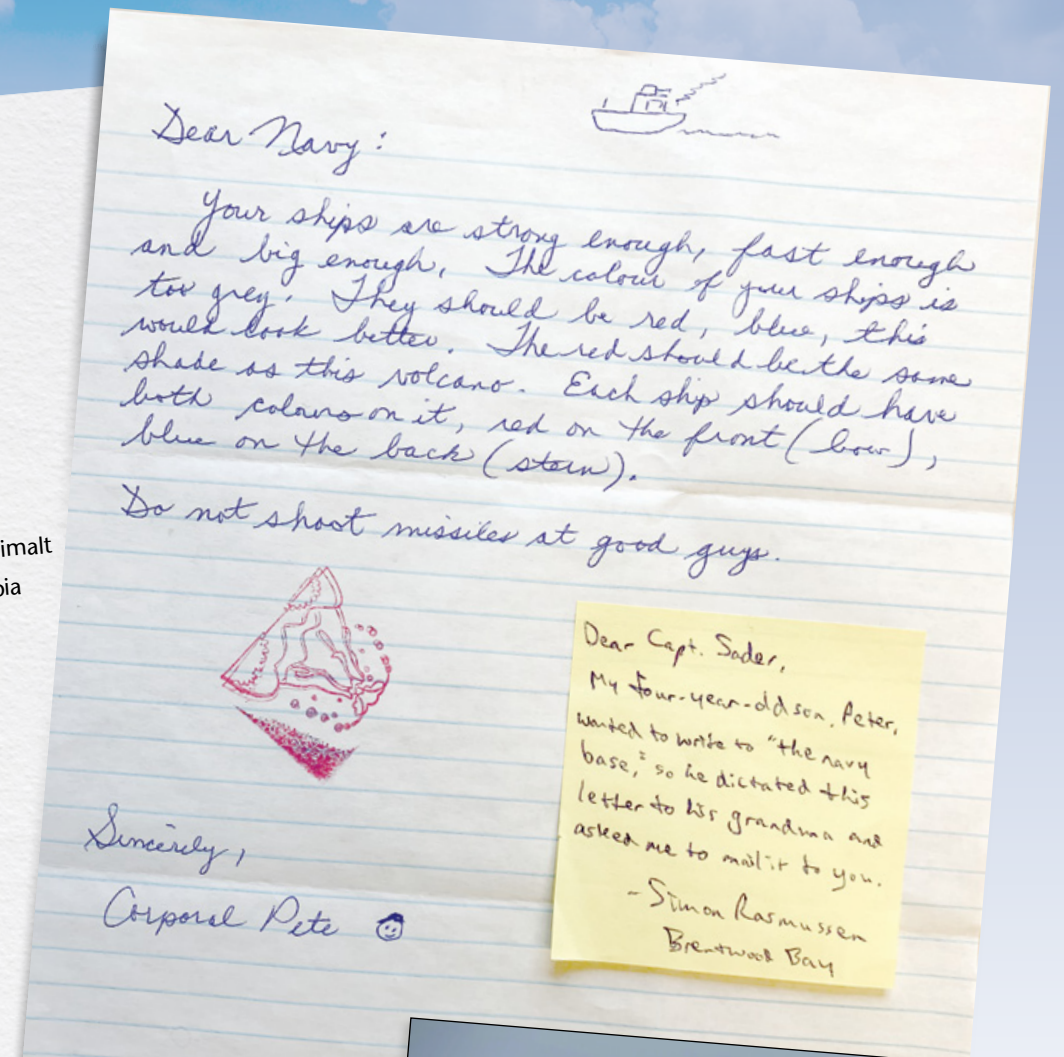 Dear Navy:
Your ships are strong enough, fast enough
and big enough. The colour of your ships is
too grey. They should be red, blue, this
would look better. The red should be the same
shade as this volcano. Each ship should have
both colours on it, red on the front (bow),
blue on the back (stern).
Do not shoot missiles at good guys.
imalt
bia
Sincerely,
Corporal Pete
Dear Capt. Sader,
My four-year-old son, Peter,
wanted to write to "the navy
base," so he dictated this
letter to his grandma and
asked me to mail it to you.
-Simon Rasmussen
Brentwood Bay